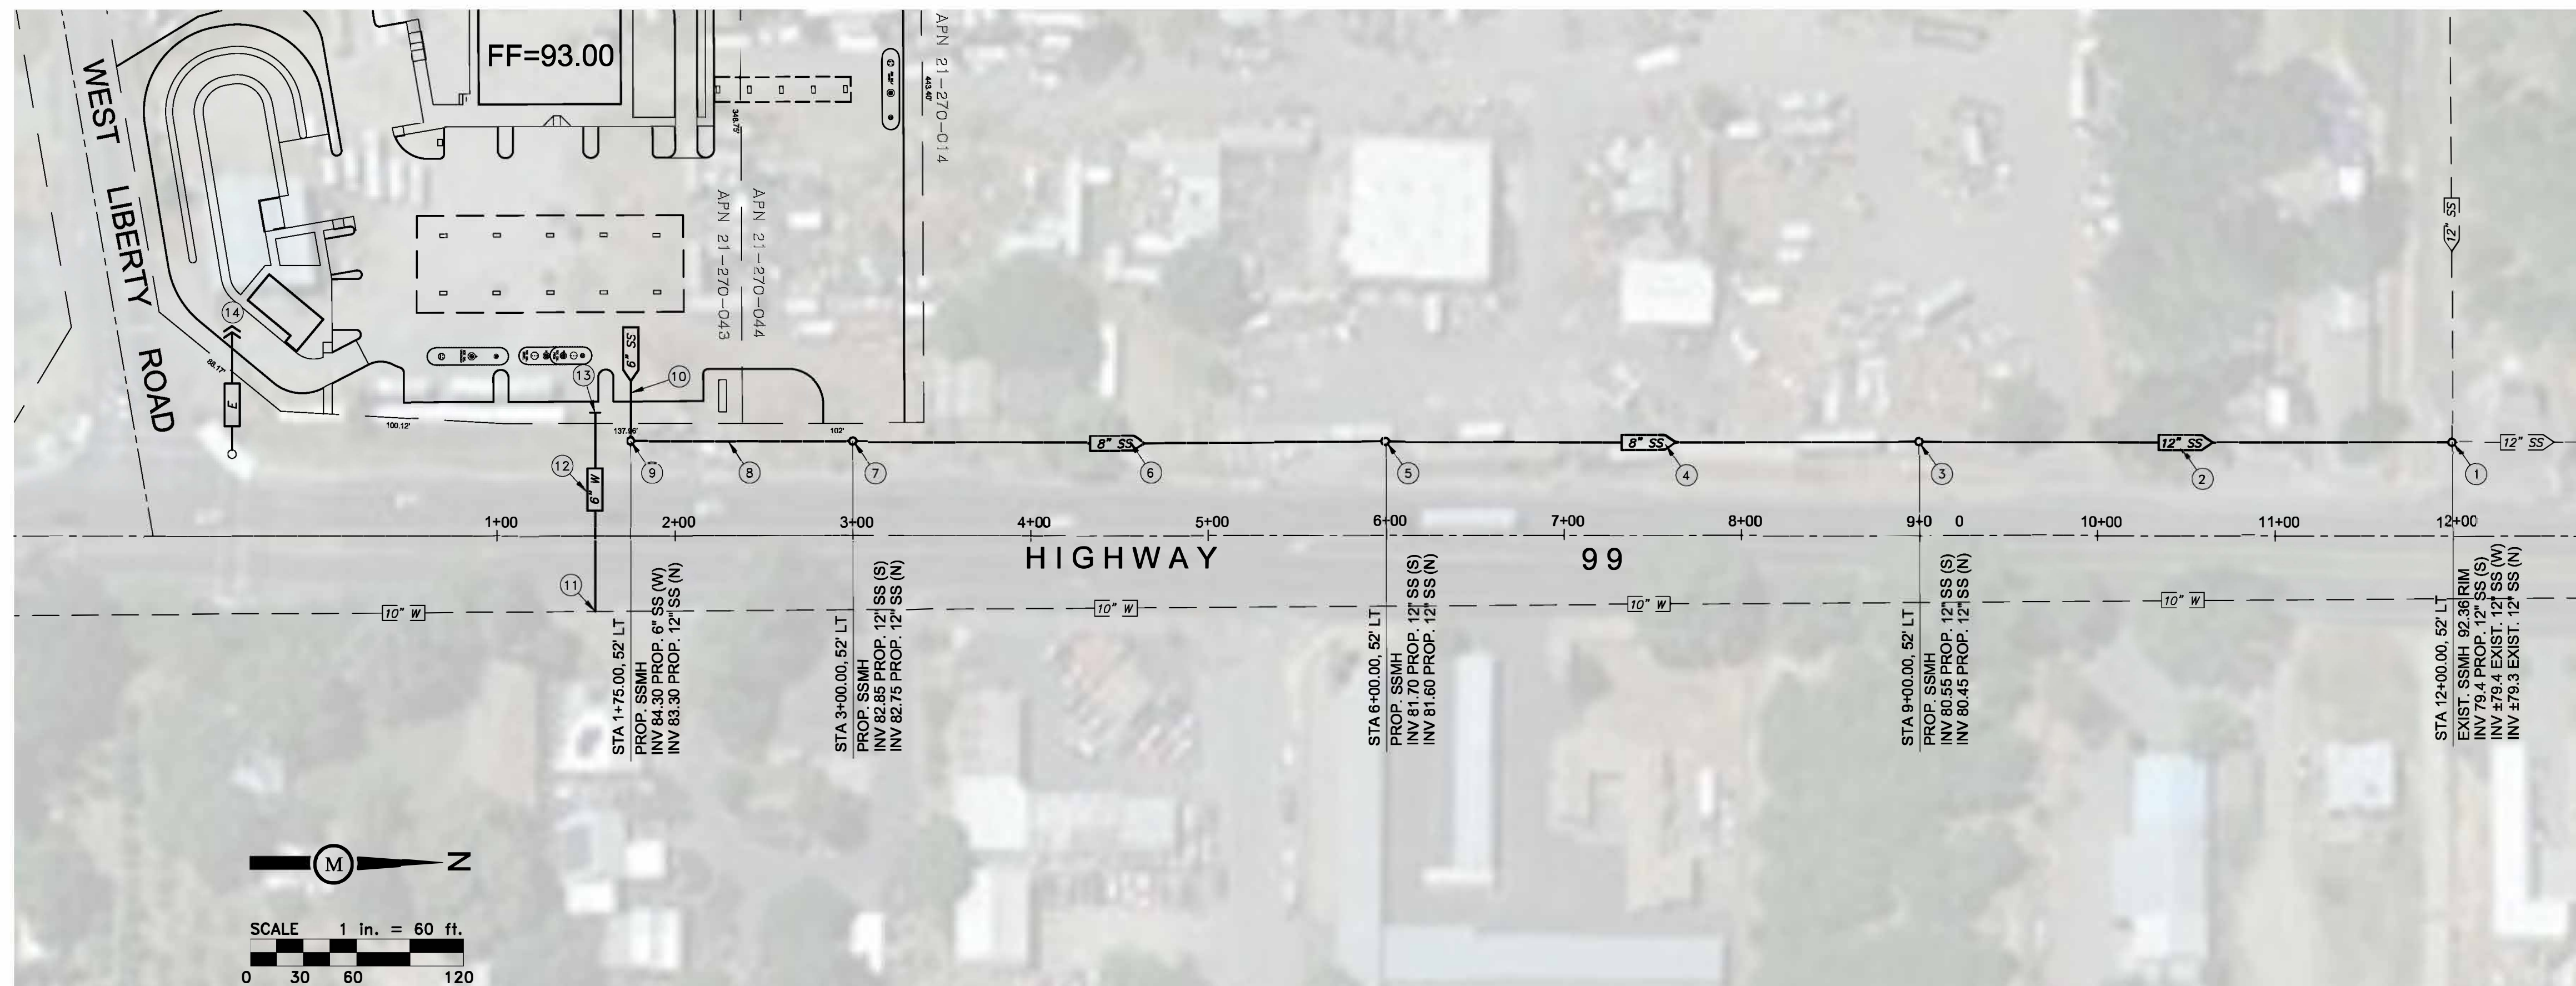 FF=93.00
APN 21-270-014
443.40'
348.75'
WEST LIBERTY ROAD
APN 21-270-043
APN 21-270-044
12" SS
14
E
68.17'
13
6" SS
10
100.12'
137.96'
102'
8" SS
8" SS
12" SS
12" SS
12
6" W
9
8
7
6
5
4
3
2
1
1+00
2+00
3+00
4+00
5+00
6+00
7+00
8+00
9+0 0
10+00
11+00
12+00
HIGHWAY 99
11
10" W
10" W
10" W
10" W
STA 1+75.00, 52' LT
PROP. SSMH
INV 84.30 PROP. 6" SS (W)
INV 83.30 PROP. 12" SS (N)
STA 3+00.00, 52' LT
PROP. SSMH
INV 82.85 PROP. 12" SS (S)
INV 82.75 PROP. 12" SS (N)
STA 6+00.00, 52' LT
PROP. SSMH
INV 81.70 PROP. 12" SS (S)
INV 81.60 PROP. 12" SS (N)
STA 9+00.00, 52' LT
PROP. SSMH
INV 80.55 PROP. 12" SS (S)
INV 80.45 PROP. 12" SS (N)
STA 12+00.00, 52' LT
EXIST. SSMH 92.36 RIM
INV 79.4 PROP. 12" SS (S)
INV ±79.4 EXIST. 12" SS (W)
INV ±79.3 EXIST. 12" SS (N)
M
N
SCALE 1 in. = 60 ft.
0 30 60 120